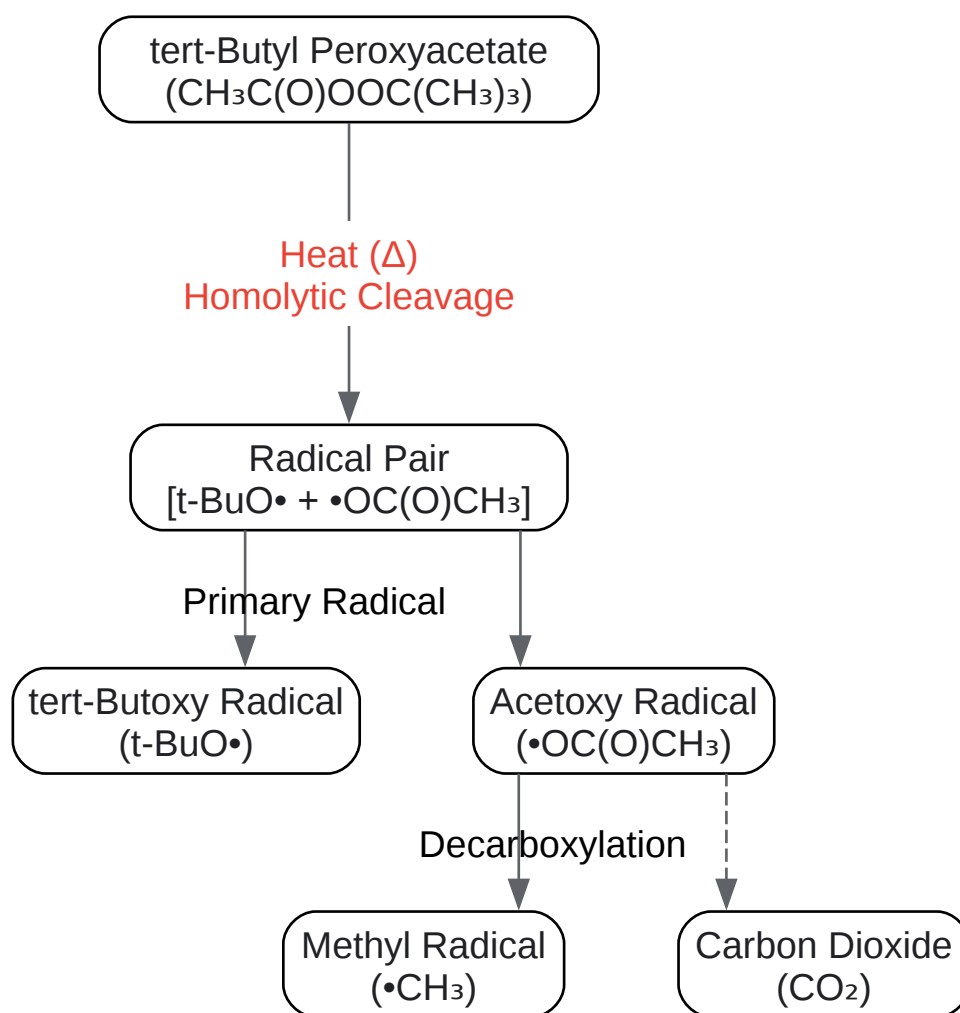 tert-Butyl Peroxyacetate
(CH₃C(O)OOC(CH₃)₃)
Heat (Δ)
Homolytic Cleavage
Radical Pair
[t-BuO• + •OC(O)CH₃]
Primary Radical
tert-Butoxy Radical
(t-BuO•)
Acetoxy Radical
(•OC(O)CH₃)
Decarboxylation
Methyl Radical
(•CH₃)
Carbon Dioxide
(CO₂)